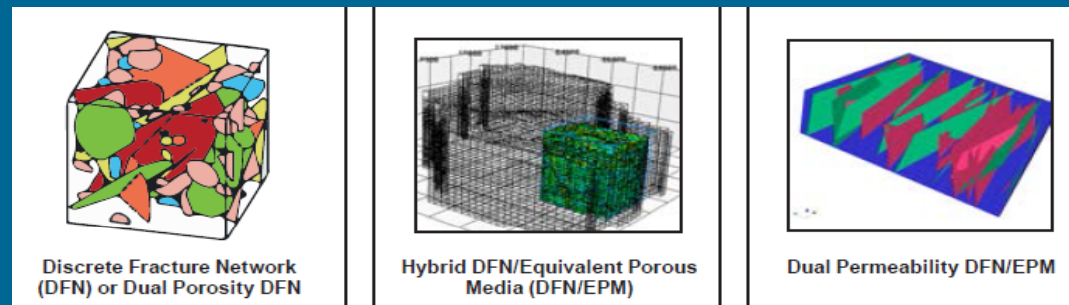 Discrete Fracture Network
(DFN) or Dual Porosity DFN
Hybrid DFN/Equivalent Porous
Media (DFN/EPM)
Dual Permeability DFN/EPM